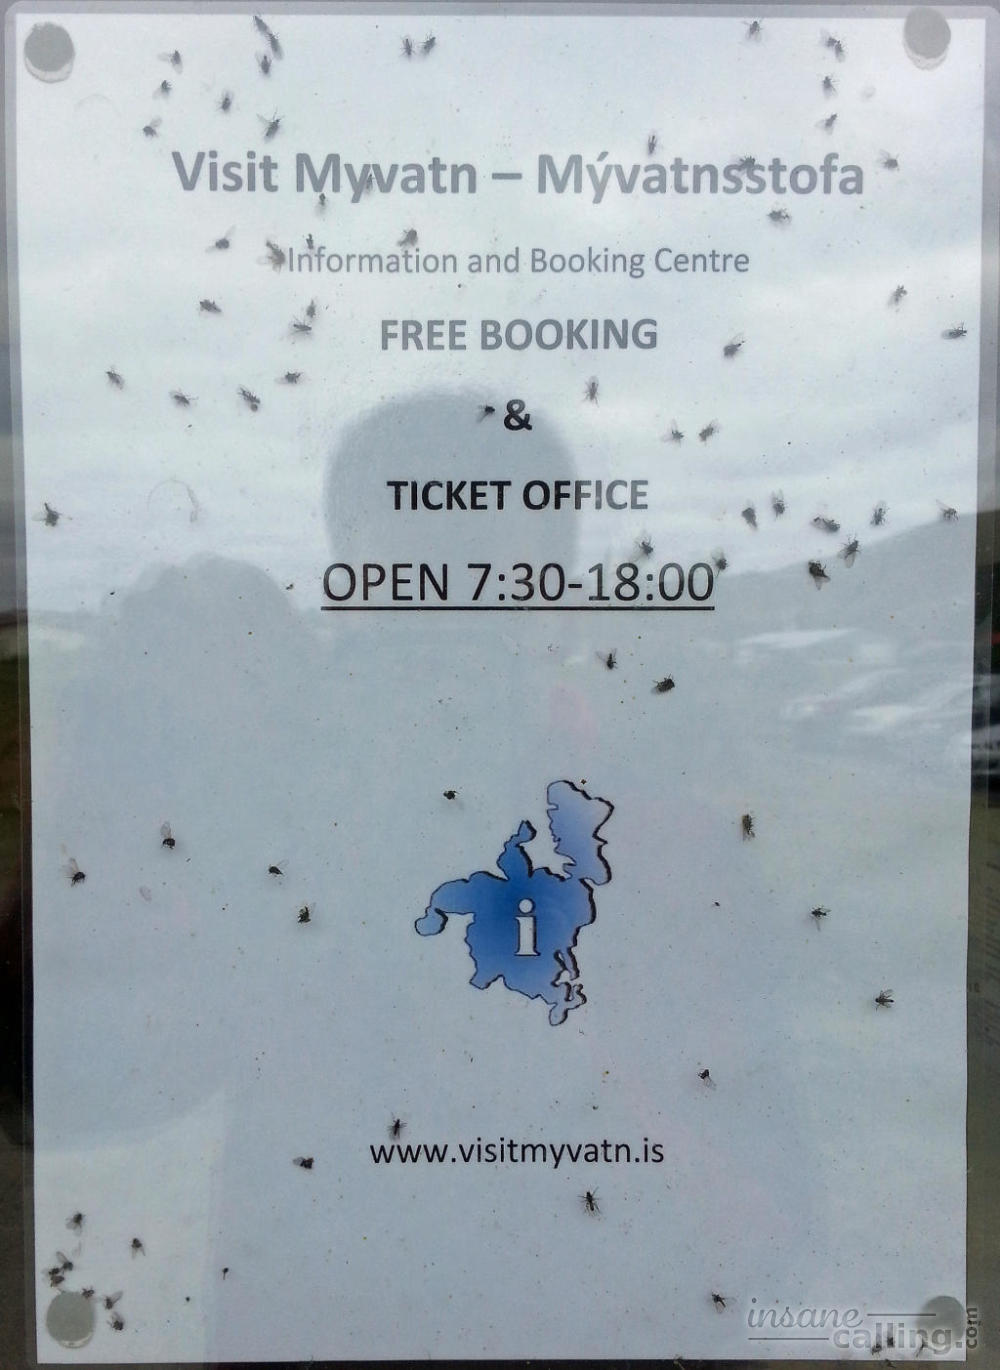 Visit Myvatn – Mývatnsstofa
Information and Booking Centre
FREE BOOKING
&
TICKET OFFICE
OPEN 7:30-18:00
i
www.visitmyvatn.is
insane
calling.com